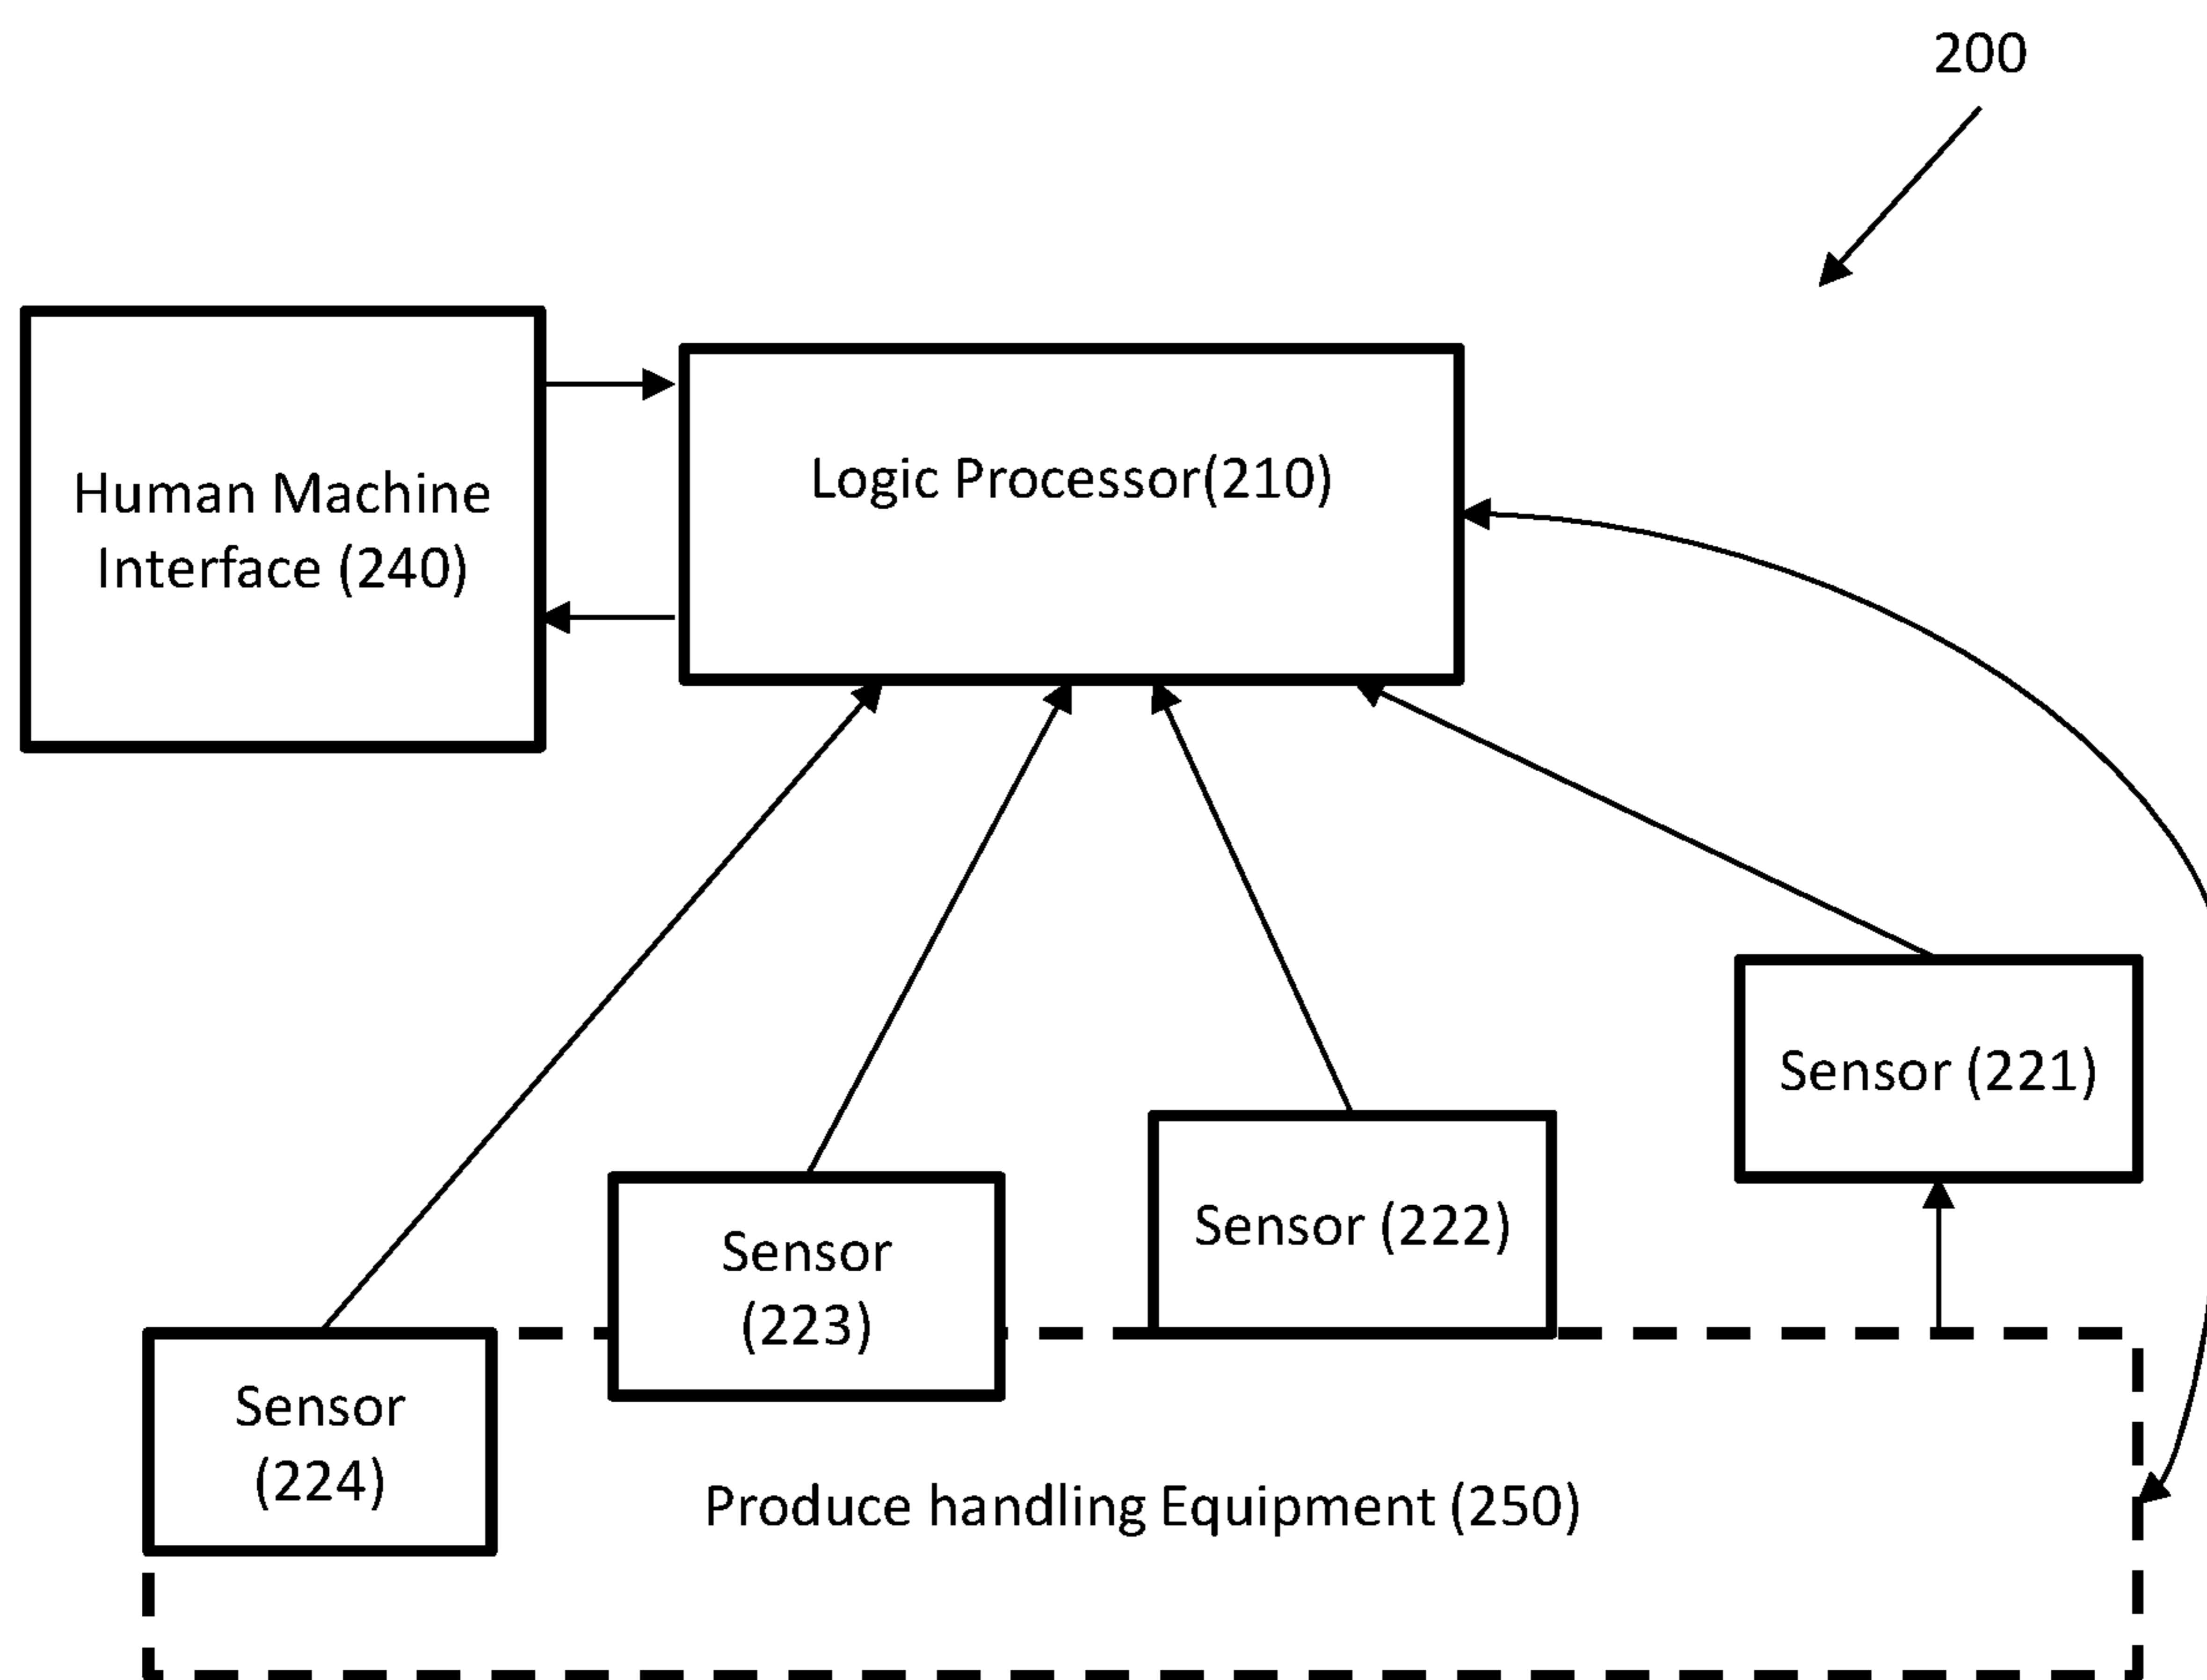 200
Human Machine
Interface (240)
Logic Processor(210)
Sensor (221)
Sensor (222)
Sensor
(223)
Sensor
(224)
Produce handling Equipment (250)